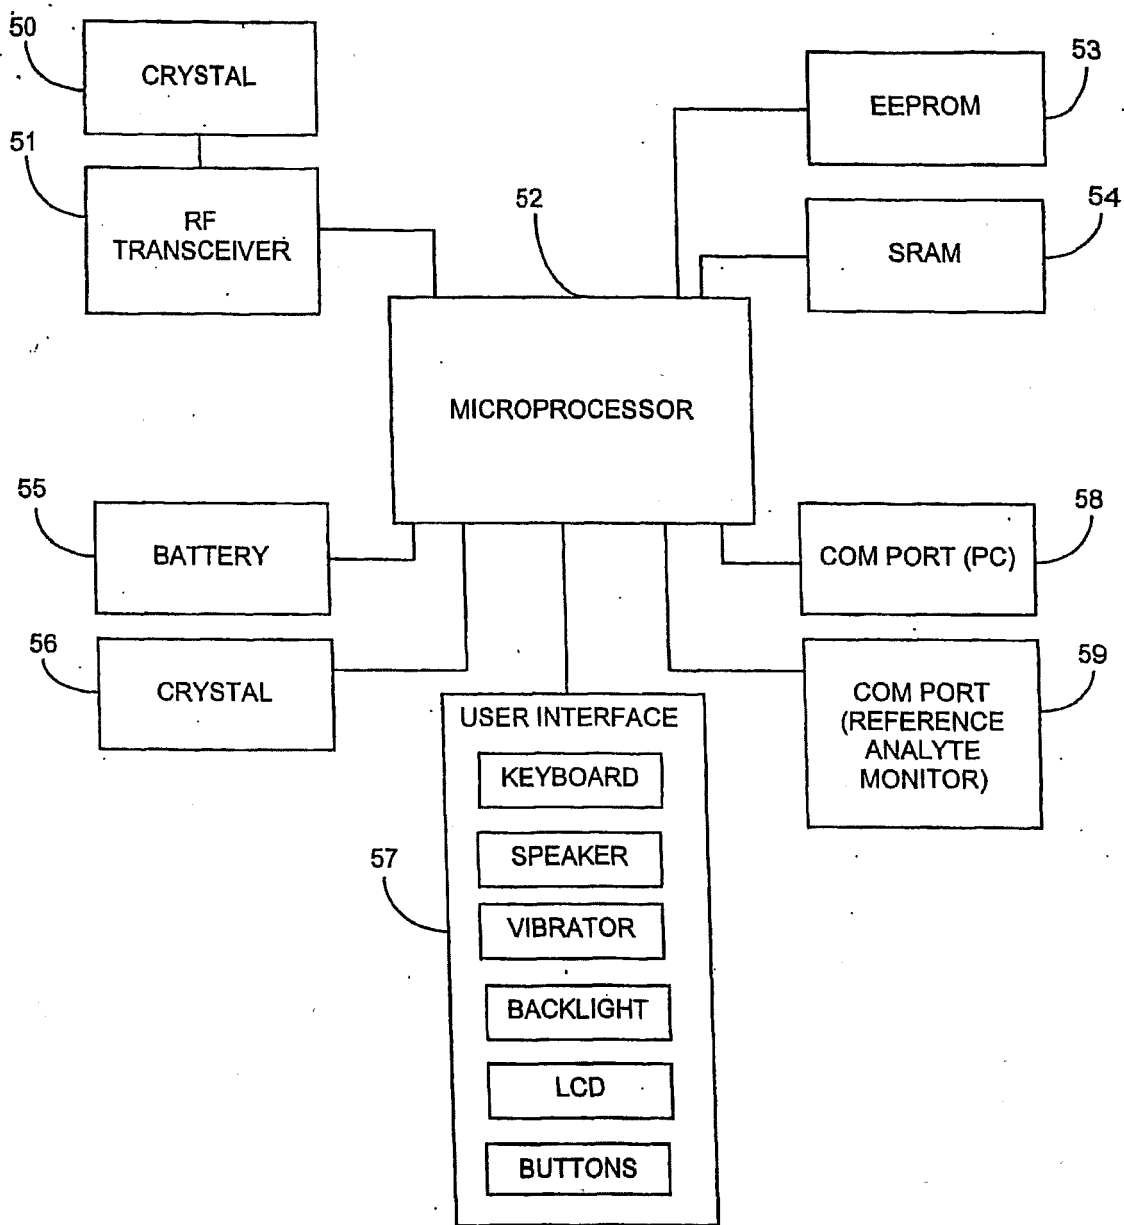 50
CRYSTAL
51
RF
TRANSCEIVER
52
53
EEPROM
54
SRAM
MICROPROCESSOR
55
BATTERY
56
CRYSTAL
58
COM PORT (PC)
59
COM PORT
(REFERENCE
ANALYTE
MONITOR)
57
USER INTERFACE
KEYBOARD
SPEAKER
VIBRATOR
BACKLIGHT
LCD
BUTTONS